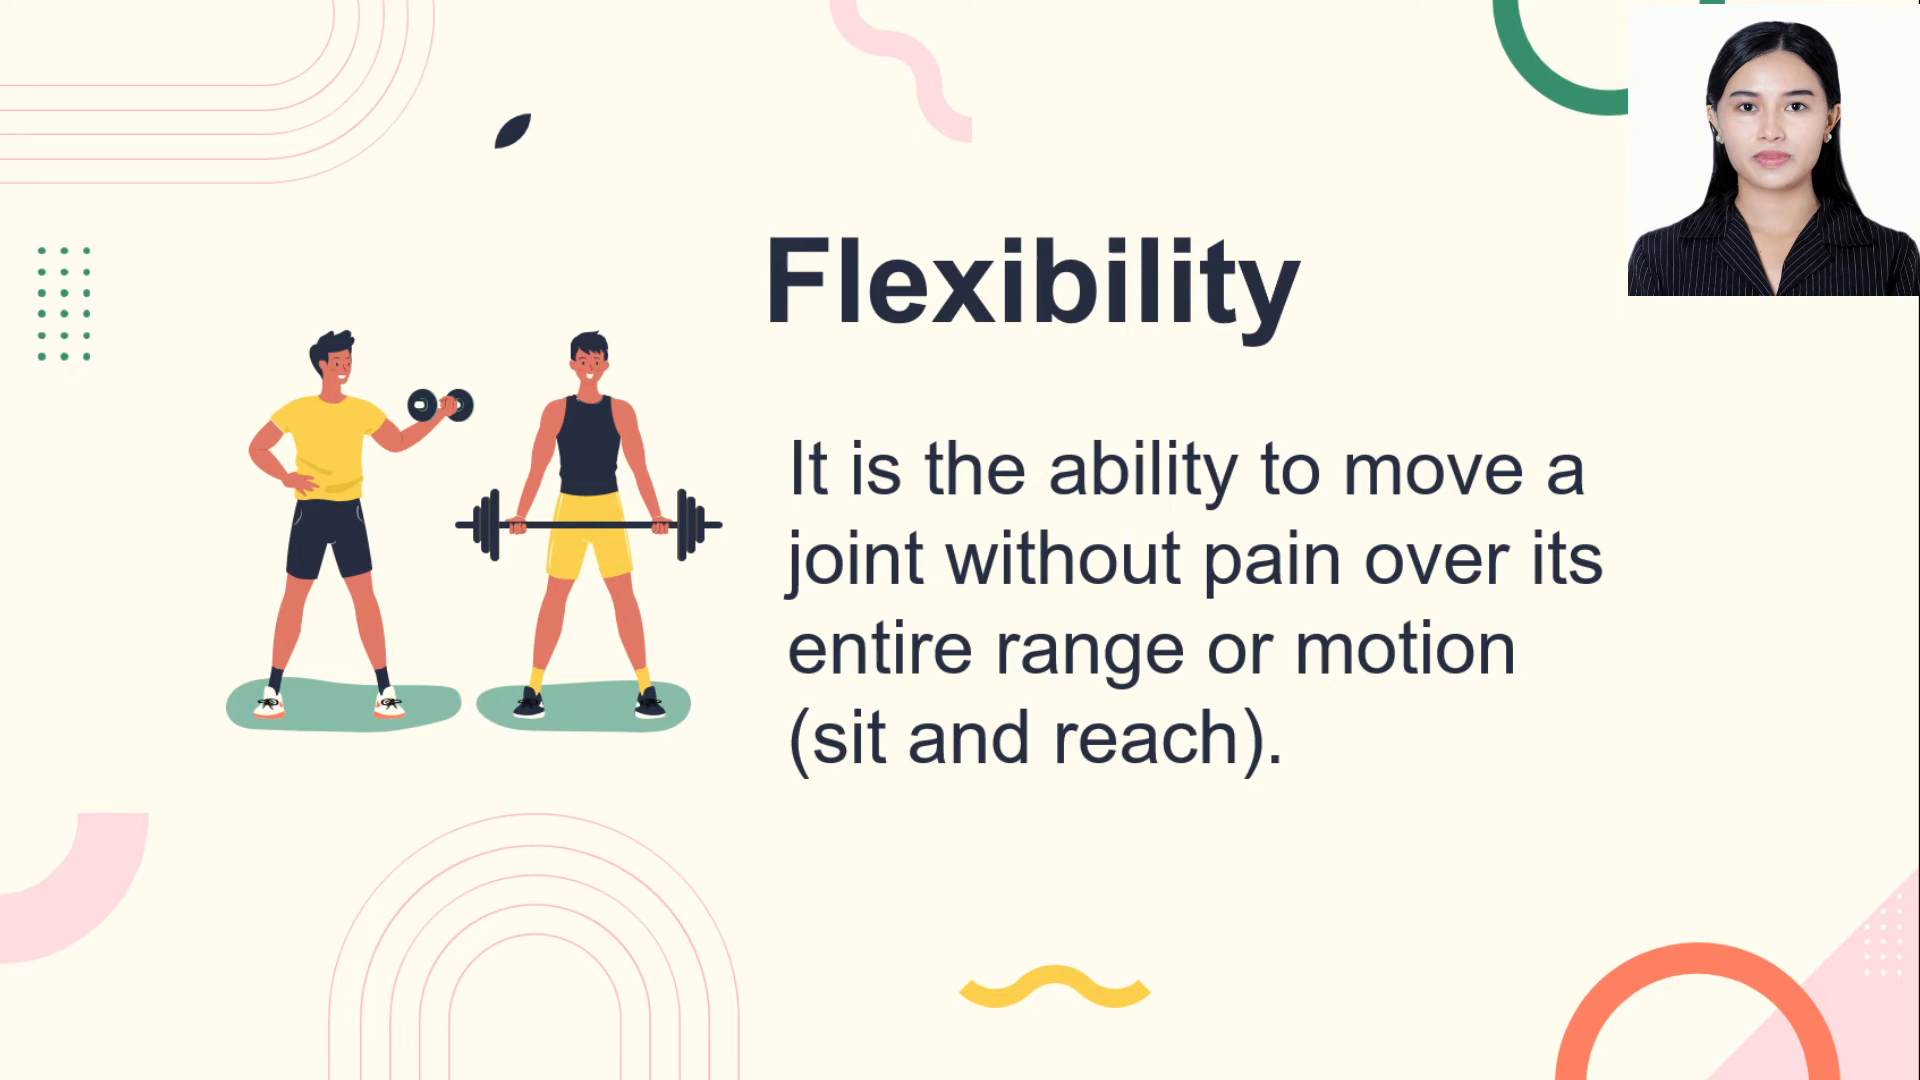 Flexibility
It is the ability to move a
joint without pain over its
entire range or motion
(sit and reach).